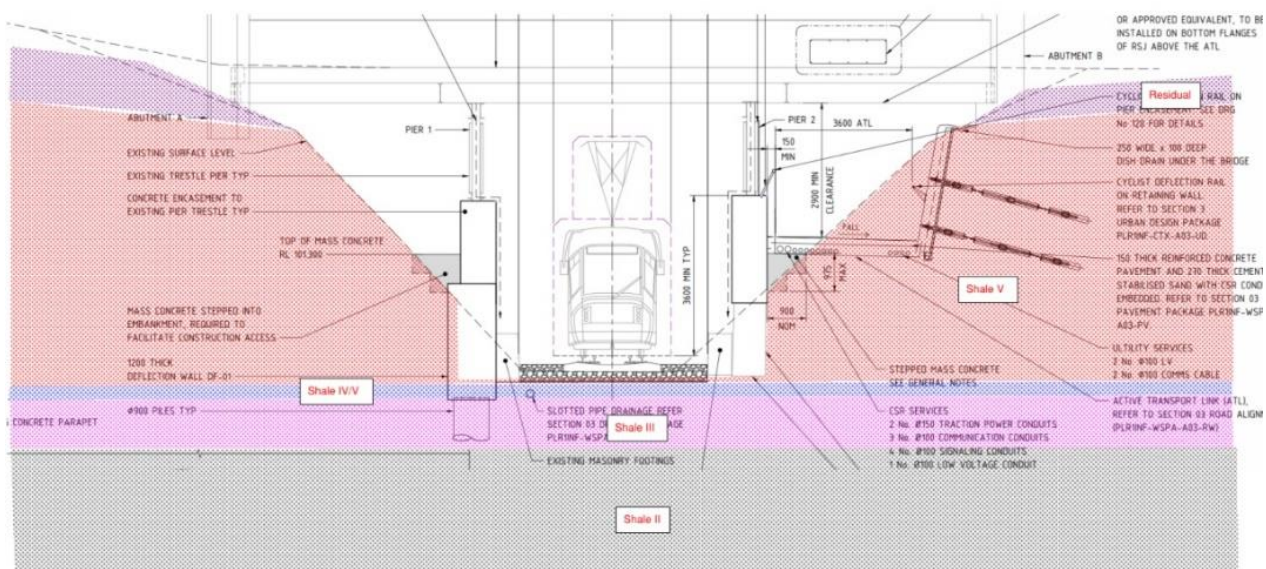 OR APPROVED EQUIVALENT, TO BE
INSTALLED ON BOTTOM FLANGES
OF RSJ ABOVE THE ATL
ABUTMENT B
Residual
RAIL ON
PIER ENCASEMENT. SEE DRG
No 120 FOR DETAILS
ABUTMENT A
PIER 1
PIER 2
3600 ATL
150
MIN
2900 MIN
CLEARANCE
250 WIDE x 100 DEEP
DISH DRAIN UNDER THE BRIDGE
EXISTING SURFACE LEVEL
EXISTING TRESTLE PIER TYP
CONCRETE ENCASEMENT TO
EXISTING PIER TRESTLE TYP
CYCLIST DEFLECTION RAIL
ON RETAINING WALL.
REFER TO SECTION 3
URBAN DESIGN PACKAGE
PLR1INF-CTX-A03-UD.
TOP OF MASS CONCRETE
RL 101.300
FALL
3600 MIN TYP
975
MAX
900
NOM
150 THICK REINFORCED CONCRETE
PAVEMENT AND 270 THICK CEMENT
STABILISED SAND WITH CSR COND
EMBEDDED. REFER TO SECTION 03
PAVEMENT PACKAGE PLR1INF-WSP
A03-PV.
Shale V
MASS CONCRETE STEPPED INTO
EMBANKMENT, REQUIRED TO
FACILITATE CONSTRUCTION ACCESS
1200 THICK
DEFLECTION WALL DF-01
ULTILITY SERVICES
2 No. Ø160 LV
2 No. Ø100 COMMS CABLE
STEPPED MASS CONCRETE
SEE GENERAL NOTES
Shale IV/V
ACTIVE TRANSPORT LINK (ATL),
REFER TO SECTION 03 ROAD ALIGNM
(PLR1INF-WSPA-A03-RW)
Ø900 PILES TYP
CONCRETE PARAPET
SLOTTED PIPE DRAINAGE REFER
SECTION 03
PLR1INF-WSPA
Shale III
EXISTING MASONRY FOOTINGS
CSR SERVICES
2 No. Ø150 TRACTION POWER CONDUITS
3 No. Ø100 COMMUNICATION CONDUITS
4 No. Ø100 SIGNALING CONDUITS
1 No. Ø100 LOW VOLTAGE CONDUIT
Shale II